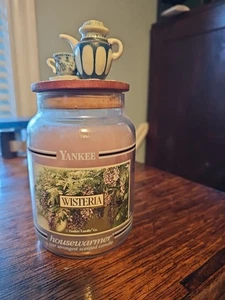 YANKEE
WISTERIA
Yankee Candle Co.
housewarmer